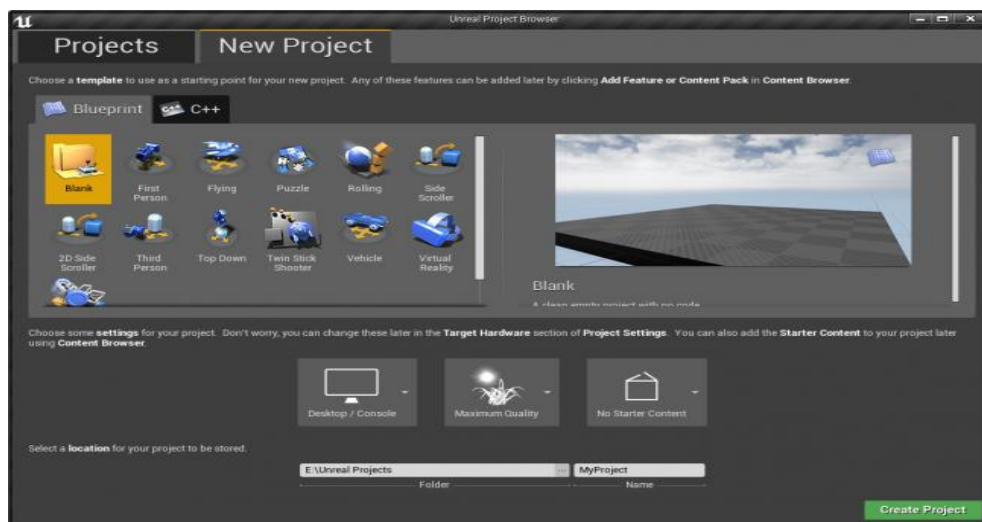 Unreal Project Browser
Projects
New Project
Choose a template to use as a starting point for your new project. Any of these features can be added later by clicking Add Feature or Content Pack in Content Browser.
Blueprint
C++
Blank
First
Person
Flying
Puzzle
Rolling
Side
Scroller
2D Side
Scroller
Third
Person
Top Down
Twin Stick
Shooter
Vehicle
Virtual
Reality
Blank
A clean empty project with no code
Choose some settings for your project. Don't worry, you can change these later in the Target Hardware section of Project Settings. You can also add the Starter Content to your project later
using Content Browser.
Desktop / Console
Maximum Quality
No Starter Content
Select a location for your project to be stored.
E:\Unreal Projects
...
MyProject
Folder
Name
Create Project